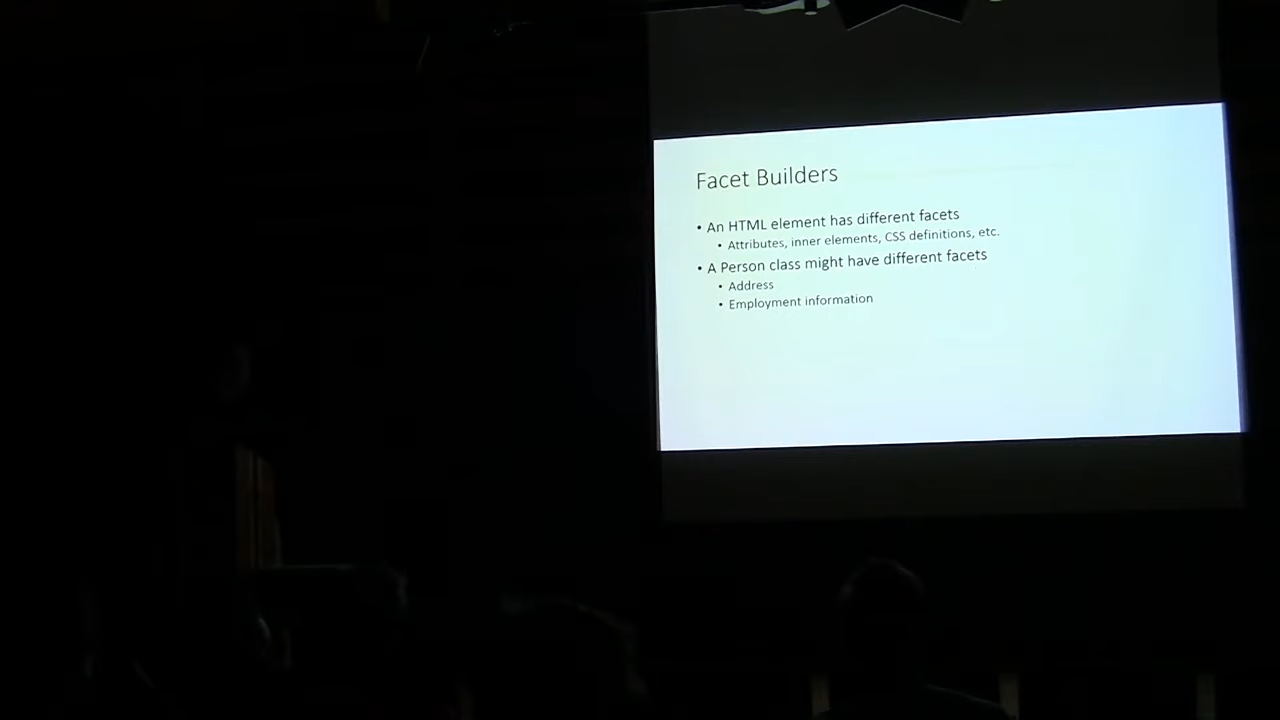 Facet Builders
• An HTML element has different facets
• Attributes, inner elements, CSS definitions, etc.
• A Person class might have different facets
• Address
• Employment information